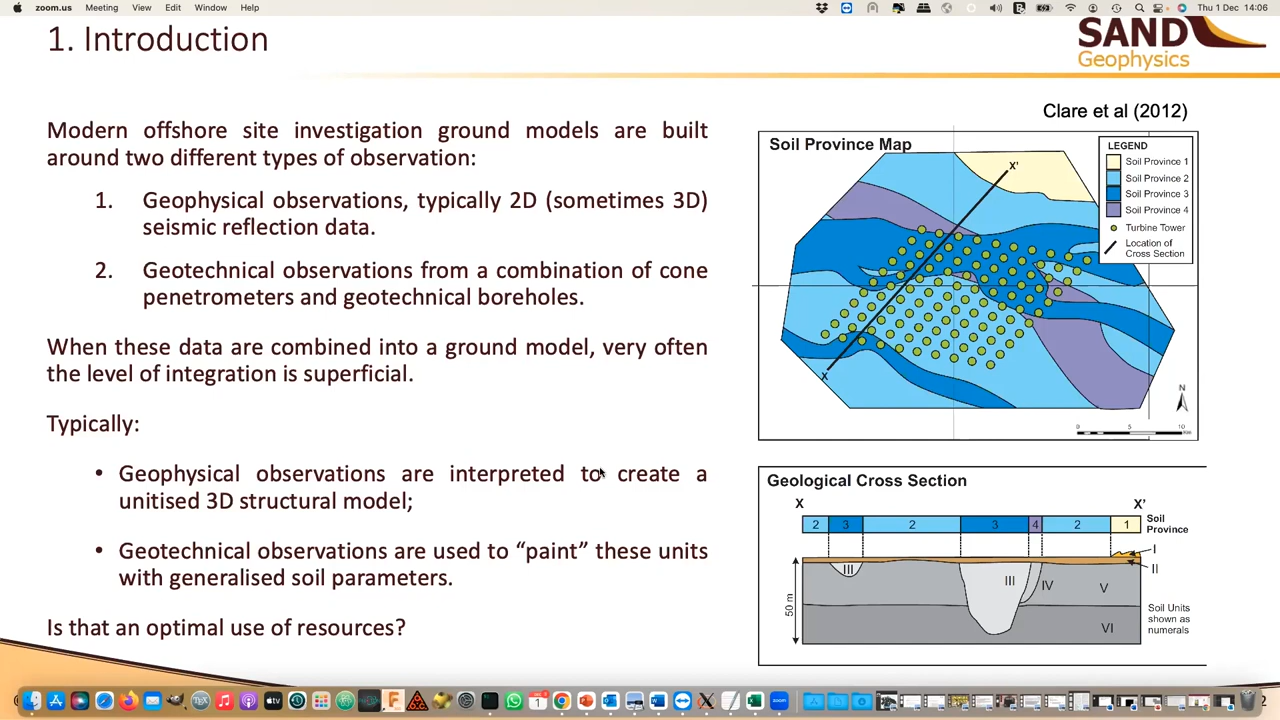 zoom.us Meeting View Edit Window Help
Thu 1 Dec 14:06
1. Introduction
SAND
Geophysics
Modern offshore site investigation ground models are built
around two different types of observation:
1. Geophysical observations, typically 2D (sometimes 3D)
seismic reflection data.
2. Geotechnical observations from a combination of cone
penetrometers and geotechnical boreholes.
When these data are combined into a ground model, very often
the level of integration is superficial.
Typically:
• Geophysical observations are interpreted to create a
unitised 3D structural model;
• Geotechnical observations are used to “paint” these units
with generalised soil parameters.
Is that an optimal use of resources?
Clare et al (2012)
Soil Province Map
X'
X
LEGEND
Soil Province 1
Soil Province 2
Soil Province 3
Soil Province 4
Turbine Tower
Location of
Cross Section
N
0 5 10
Geological Cross Section
X X'
2 3 2 3 4 2 1
Soil
Province
I
II
III III IV V
VI
50 m
Soil Units
shown as
numerals
tv
1
zoom
2